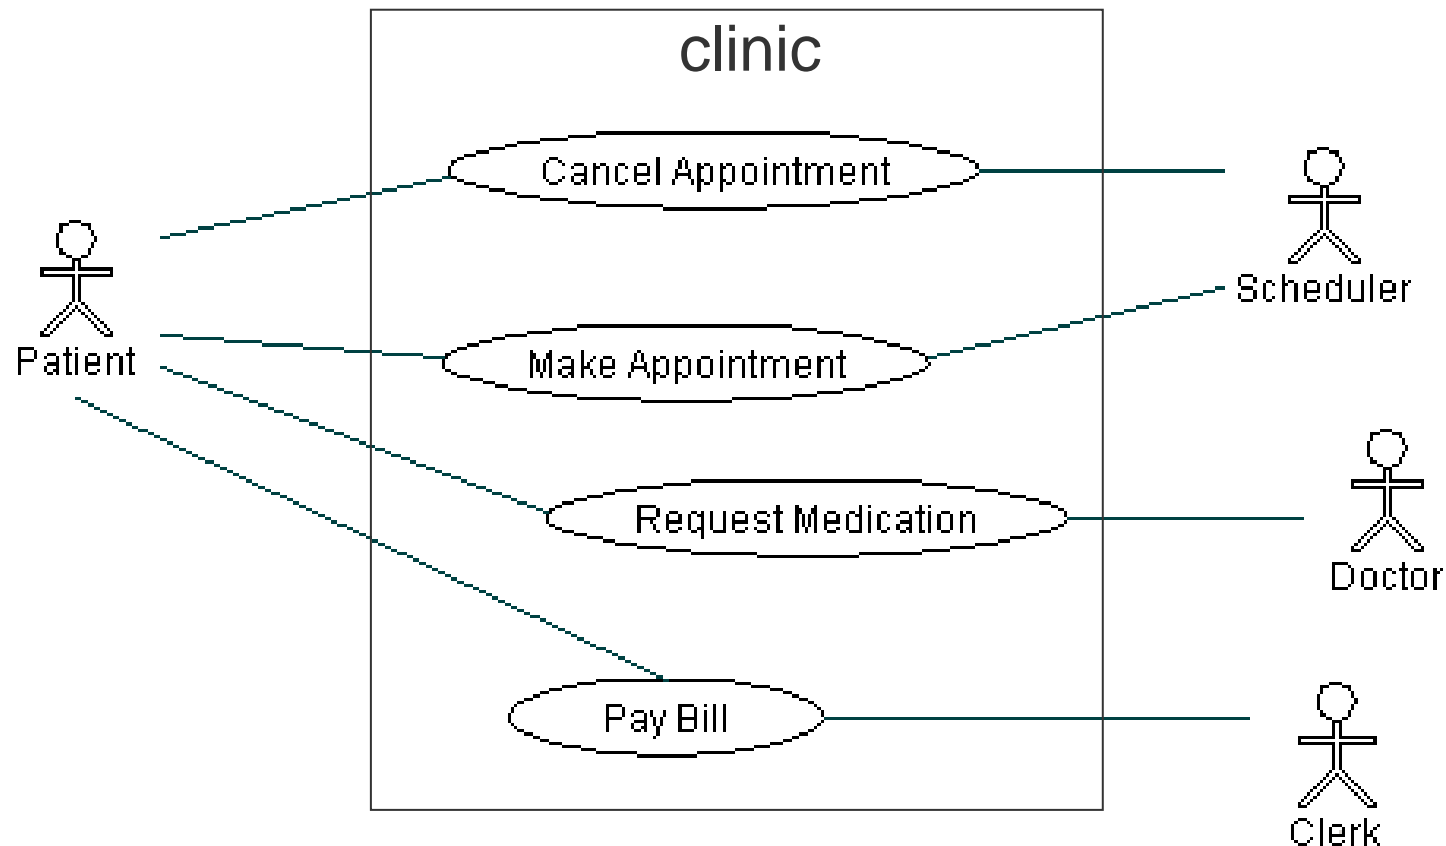 clinic
Cancel Appointment
Scheduler
Patient
Make Appointment
Request Medication
Doctor
Pay Bill
Clerk